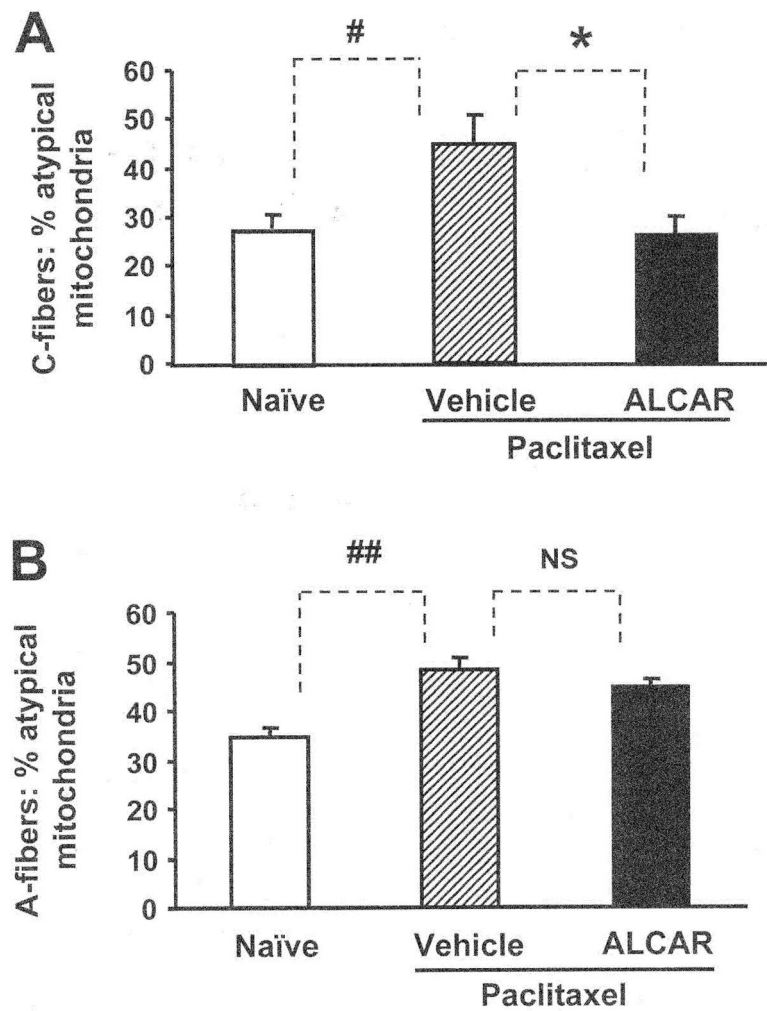 A
#
*
C-fibers: % atypical
mitochondria
60
50
40
30
20
10
0
Naïve
Vehicle
ALCAR
Paclitaxel
B
##
NS
A-fibers: % atypical
mitochondria
60
50
40
30
20
10
0
Naïve
Vehicle
ALCAR
Paclitaxel